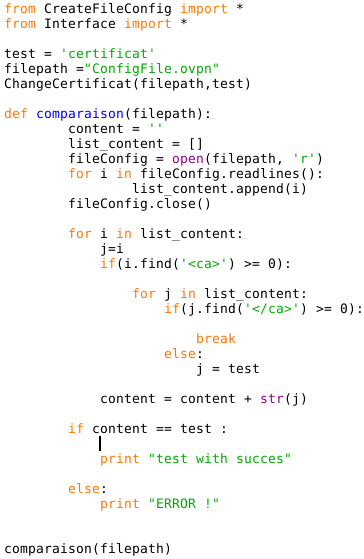 from CreateFileConfig import *
from Interface import *

test = 'certificat'
filepath ="ConfigFile.ovpn"
ChangeCertificat(filepath,test)

def comparaison(filepath):
        content = ''
        list_content = []
        fileConfig = open(filepath, 'r')
        for i in fileConfig.readlines():
                list_content.append(i)
        fileConfig.close()

        for i in list_content:
            j=i
            if(i.find('<ca>') >= 0):

                for j in list_content:
                    if(j.find('</ca>') >= 0):

                        break
                    else:
                        j = test

            content = content + str(j)

        if content == test :

            print "test with succes"

        else:
            print "ERROR !"


comparaison(filepath)